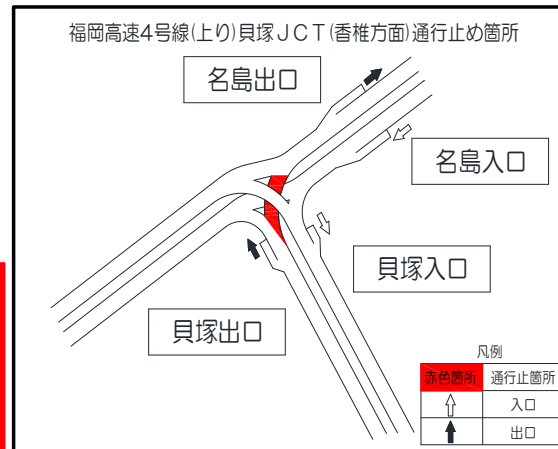 福岡高速4号線(上り)貝塚JCT(香椎方面)通行止め箇所
名島出口
名島入口
貝塚入口
貝塚出口
凡例
赤色箇所 通行止箇所
入口
出口